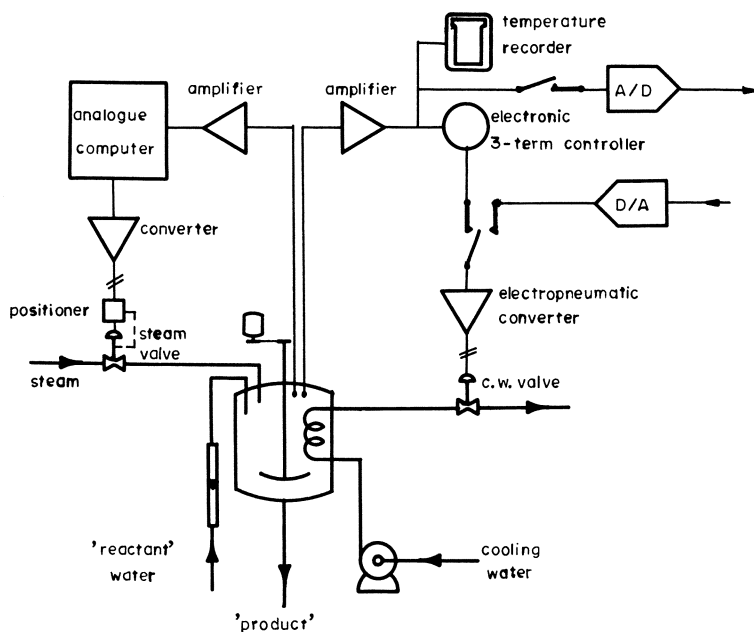 temperature
recorder
amplifier
amplifier
A/D
analogue
computer
electronic
3-term controller
D/A
converter
positioner
electropneumatic
converter
steam
valve
steam
c.w. valve
'reactant'
water
cooling
water
'product'